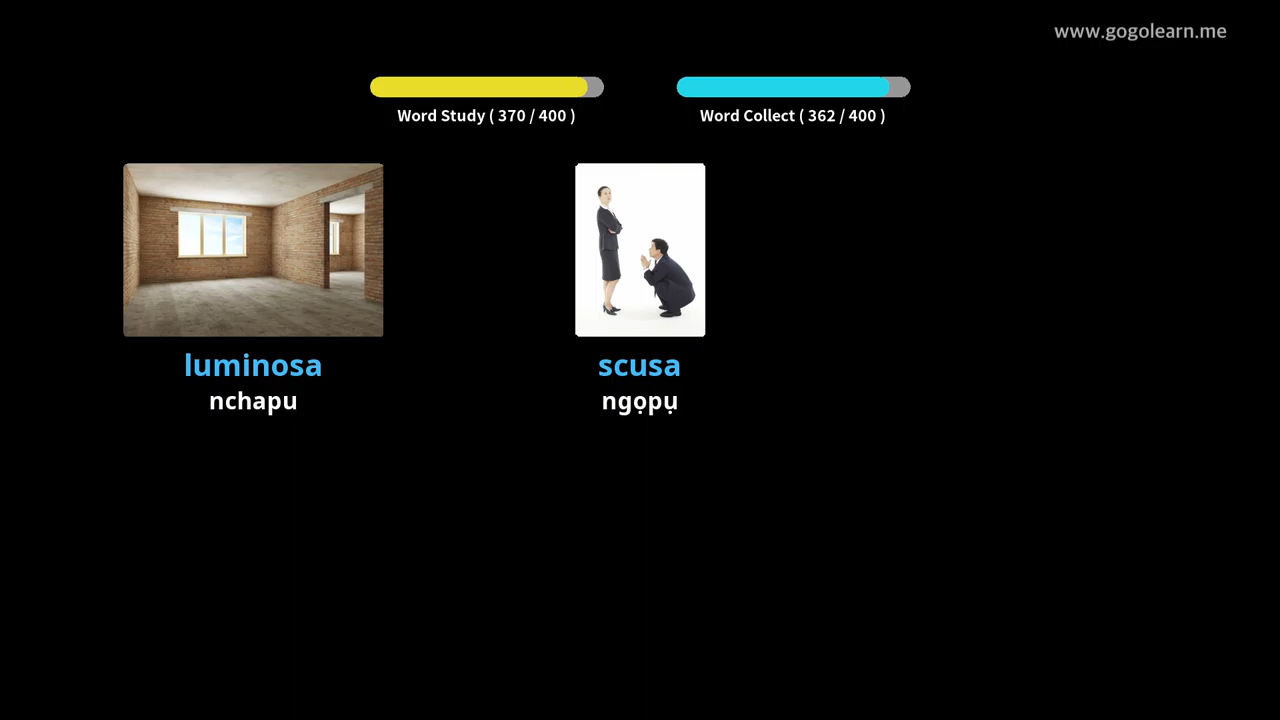 www.gogolearn.me
Word Study ( 370 / 400 )
Word Collect ( 362 / 400 )
luminosa
nchapu
scusa
ngọpụ